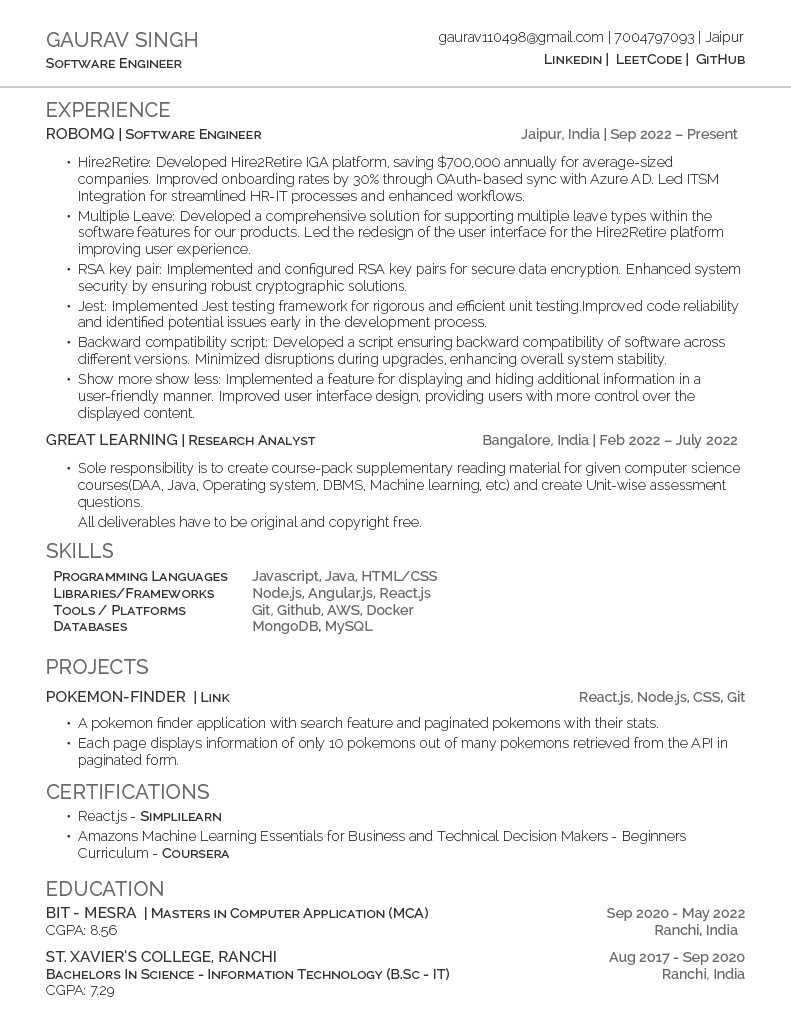 GAURAV SINGH
gaurav110498@gmail.com | 7004797093 | Jaipur
Software Engineer
Linkedin | LeetCode | GitHub
EXPERIENCE
ROBOMQ | Software Engineer
Jaipur, India | Sep 2022 – Present
• Hire2Retire: Developed Hire2Retire IGA platform, saving $700,000 annually for average-sized
companies. Improved onboarding rates by 30% through OAuth-based sync with Azure AD. Led ITSM
Integration for streamlined HR-IT processes and enhanced workflows.
• Multiple Leave: Developed a comprehensive solution for supporting multiple leave types within the
software features for our products. Led the redesign of the user interface for the Hire2Retire platform
improving user experience.
• RSA key pair: Implemented and configured RSA key pairs for secure data encryption. Enhanced system
security by ensuring robust cryptographic solutions.
• Jest: Implemented Jest testing framework for rigorous and efficient unit testing.Improved code reliability
and identified potential issues early in the development process.
• Backward compatibility script: Developed a script ensuring backward compatibility of software across
different versions. Minimized disruptions during upgrades, enhancing overall system stability.
• Show more show less: Implemented a feature for displaying and hiding additional information in a
user-friendly manner. Improved user interface design, providing users with more control over the
displayed content.
GREAT LEARNING | Research Analyst
Bangalore, India | Feb 2022 – July 2022
• Sole responsibility is to create course-pack supplementary reading material for given computer science
courses(DAA, Java, Operating system, DBMS, Machine learning, etc) and create Unit-wise assessment
questions.
All deliverables have to be original and copyright free.
SKILLS
Programming Languages Javascript, Java, HTML/CSS
Libraries/Frameworks Node.js, Angular.js, React.js
Tools / Platforms Git, Github, AWS, Docker
Databases MongoDB, MySQL
PROJECTS
POKEMON-FINDER | Link
React.js, Node.js, CSS, Git
• A pokemon finder application with search feature and paginated pokemons with their stats.
• Each page displays information of only 10 pokemons out of many pokemons retrieved from the API in
paginated form.
CERTIFICATIONS
• React.js - Simplilearn
• Amazons Machine Learning Essentials for Business and Technical Decision Makers - Beginners
Curriculum - Coursera
EDUCATION
BIT - MESRA | Masters in Computer Application (MCA)
Sep 2020 - May 2022
CGPA: 8.56
Ranchi, India
ST. XAVIER'S COLLEGE, RANCHI
Aug 2017 - Sep 2020
Bachelors In Science - Information Technology (B.Sc - IT)
Ranchi, India
CGPA: 7.29